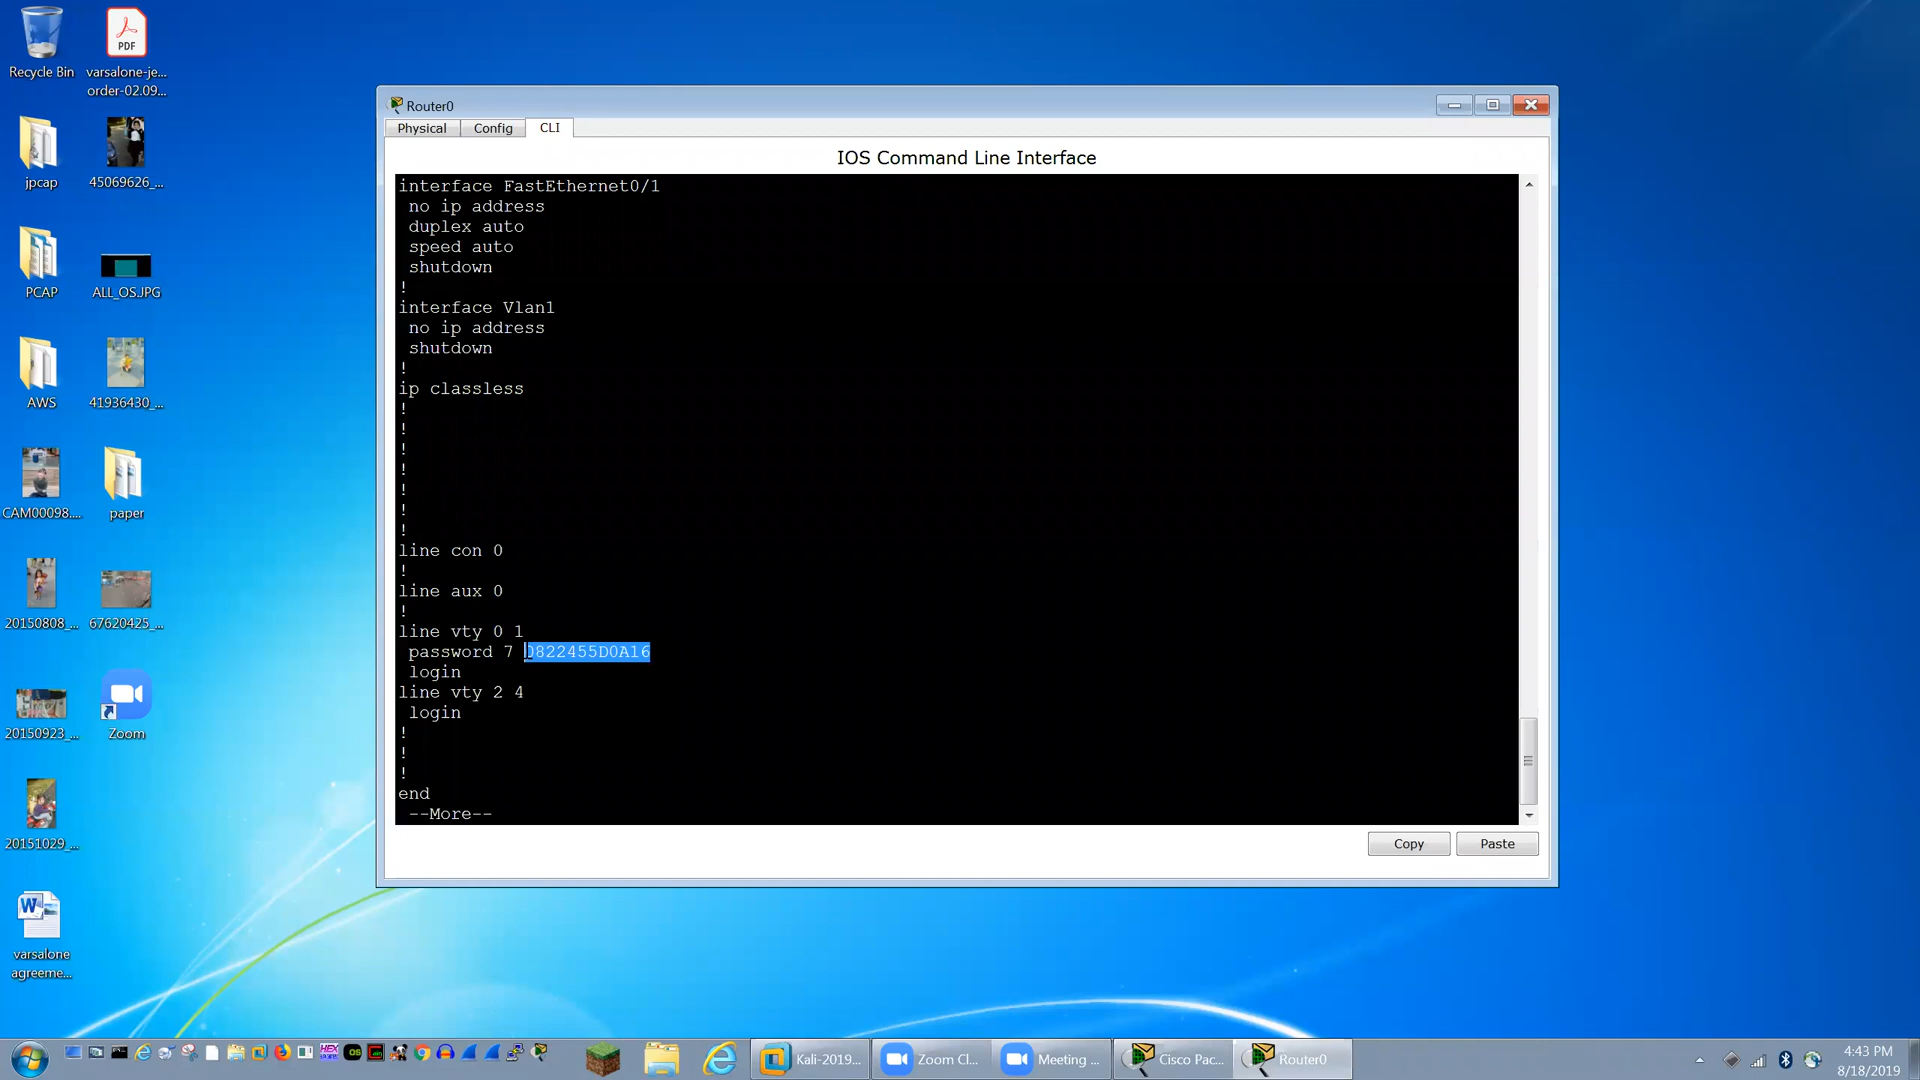 Recycle Bin
varsalone-je...
order-02.09...
PDF
jpcap
45069626_...
PCAP
ALL_OS.JPG
AWS
41936430_...
CAM00098....
paper
20150808_...
67620425_...
20150923_...
Zoom
20151029_...
varsalone
agreeme...
Router0
Physical
Config
CLI
IOS Command Line Interface
interface FastEthernet0/1
no ip address
duplex auto
speed auto
shutdown
!
interface Vlan1
no ip address
shutdown
!
ip classless
!
!
!
!
!
!
!
line con 0
!
line aux 0
!
line vty 0 1
password 7 0822455D0A16
login
line vty 2 4
login
!
!
!
end
--More--
Copy
Paste
Kali-2019...
Zoom Cl...
Meeting ...
Cisco Pac...
Router0
4:43 PM
8/18/2019